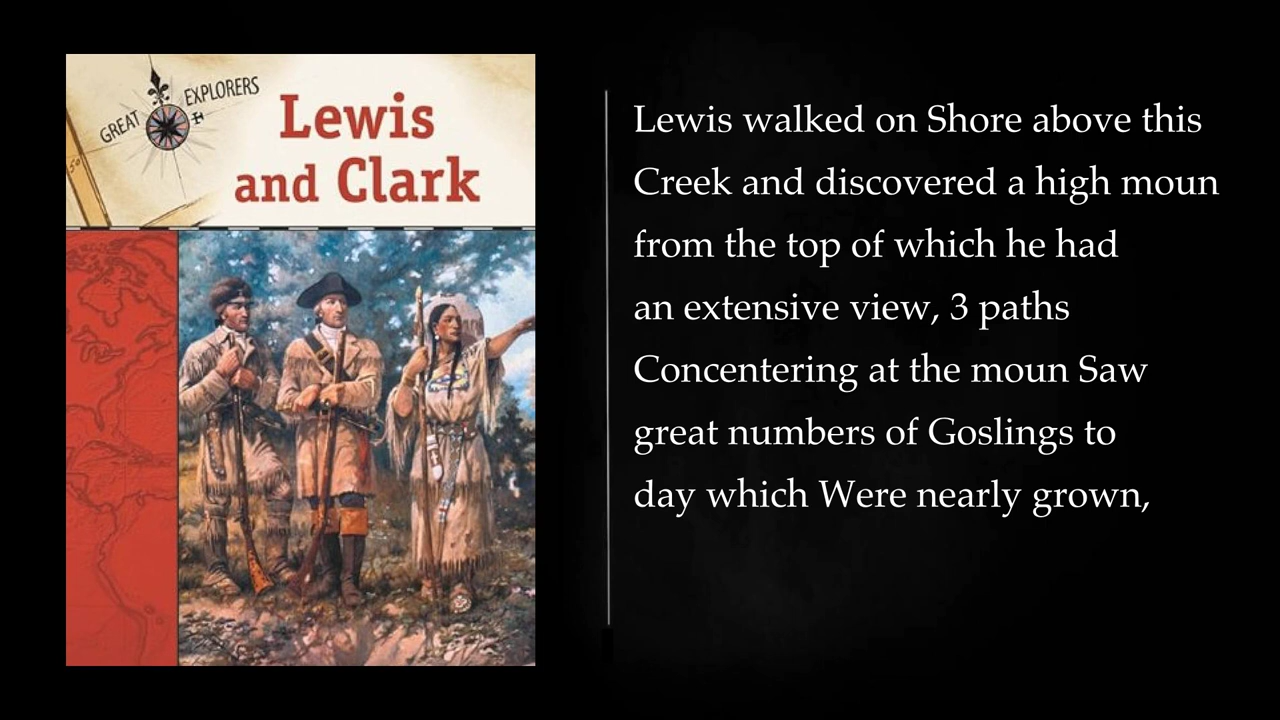 GREAT EXPLORERS
Lewis
and Clark
50
Lewis walked on Shore above this
Creek and discovered a high moun
from the top of which he had
an extensive view, 3 paths
Concentering at the moun Saw
great numbers of Goslings to
day which Were nearly grown,